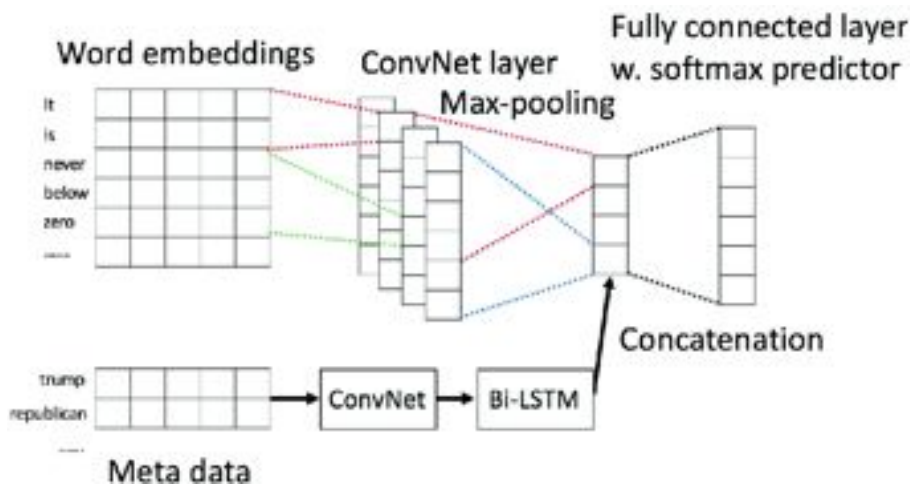 Word embeddings
ConvNet layer
Max-pooling
Fully connected layer
w. softmax predictor
It
is
never
below
zero
....
Concatenation
trump
republican
....
ConvNet
Bi-LSTM
Meta data